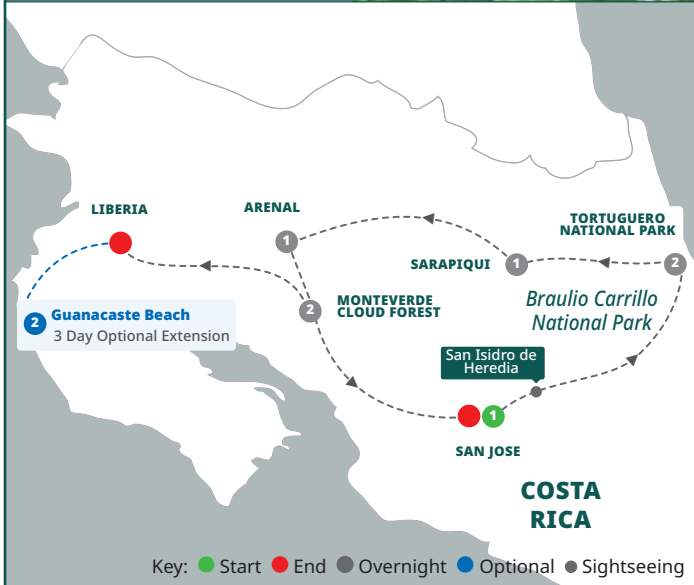 LIBERIA
ARENAL
1
TORTUGUERO
NATIONAL PARK
SARAPIQUI
1
2
2
MONTEVERDE
CLOUD FOREST
Braulio Carrillo
National Park
2
Guanacaste Beach
3 Day Optional Extension
San Isidro de
Heredia
1
SAN JOSE
COSTA
RICA
Key: Start End Overnight Optional Sightseeing